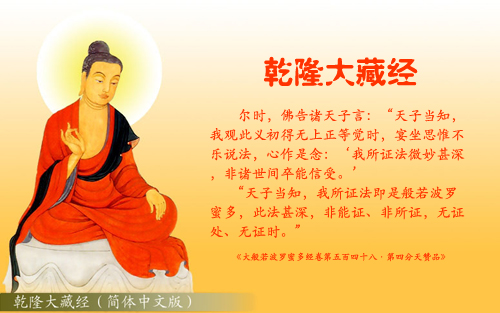 乾隆大藏经
尔时，佛告诸天子言：“天子当知，
我观此义初得无上正等觉时，宴坐思惟不
乐说法，心作是念：‘我所证法微妙甚深
，非诸世间卒能信受。’
“天子当知，我所证法即是般若波罗
蜜多，此法甚深，非能证、非所证，无证
处、无证时。”
《大般若波罗蜜多经卷第五百四十八·第四分天赞品》
乾隆大藏经（简体中文版）